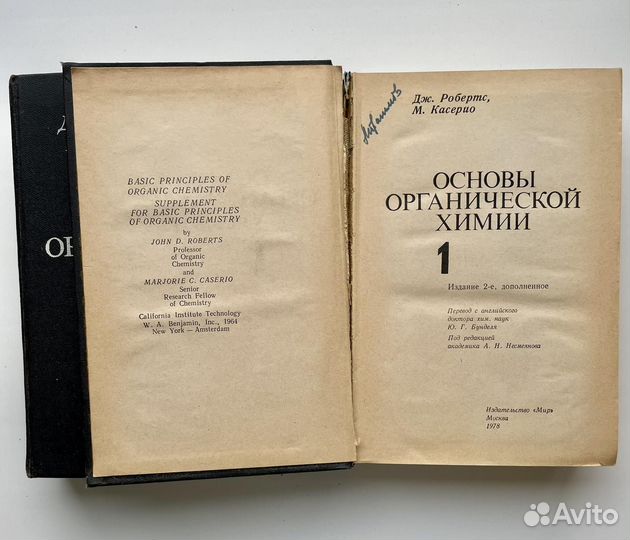 BASIC PRINCIPLES OF
ORGANIC CHEMISTRY
SUPPLEMENT
FOR BASIC PRINCIPLES
OF ORGANIC CHEMISTRY
by
JOHN D. ROBERTS
Professor
of Organic
Chemistry
and
MARJORIE C. CASERIO
Senior
Research Fellow
of Chemistry
California Institute Technology
W. A. Benjamin, Inc., 1964
New York — Amsterdam
Дж. Робертс,
М. Касерио
ОСНОВЫ
ОРГАНИЧЕСКОЙ
ХИМИИ
1
Издание 2-е, дополненное
Перевод с английского
доктора хим. наук
Ю. Г. Бунделя
Под редакцией
академика А. Н. Несмеянова
Издательство «Мир»
Москва
1978
Avito